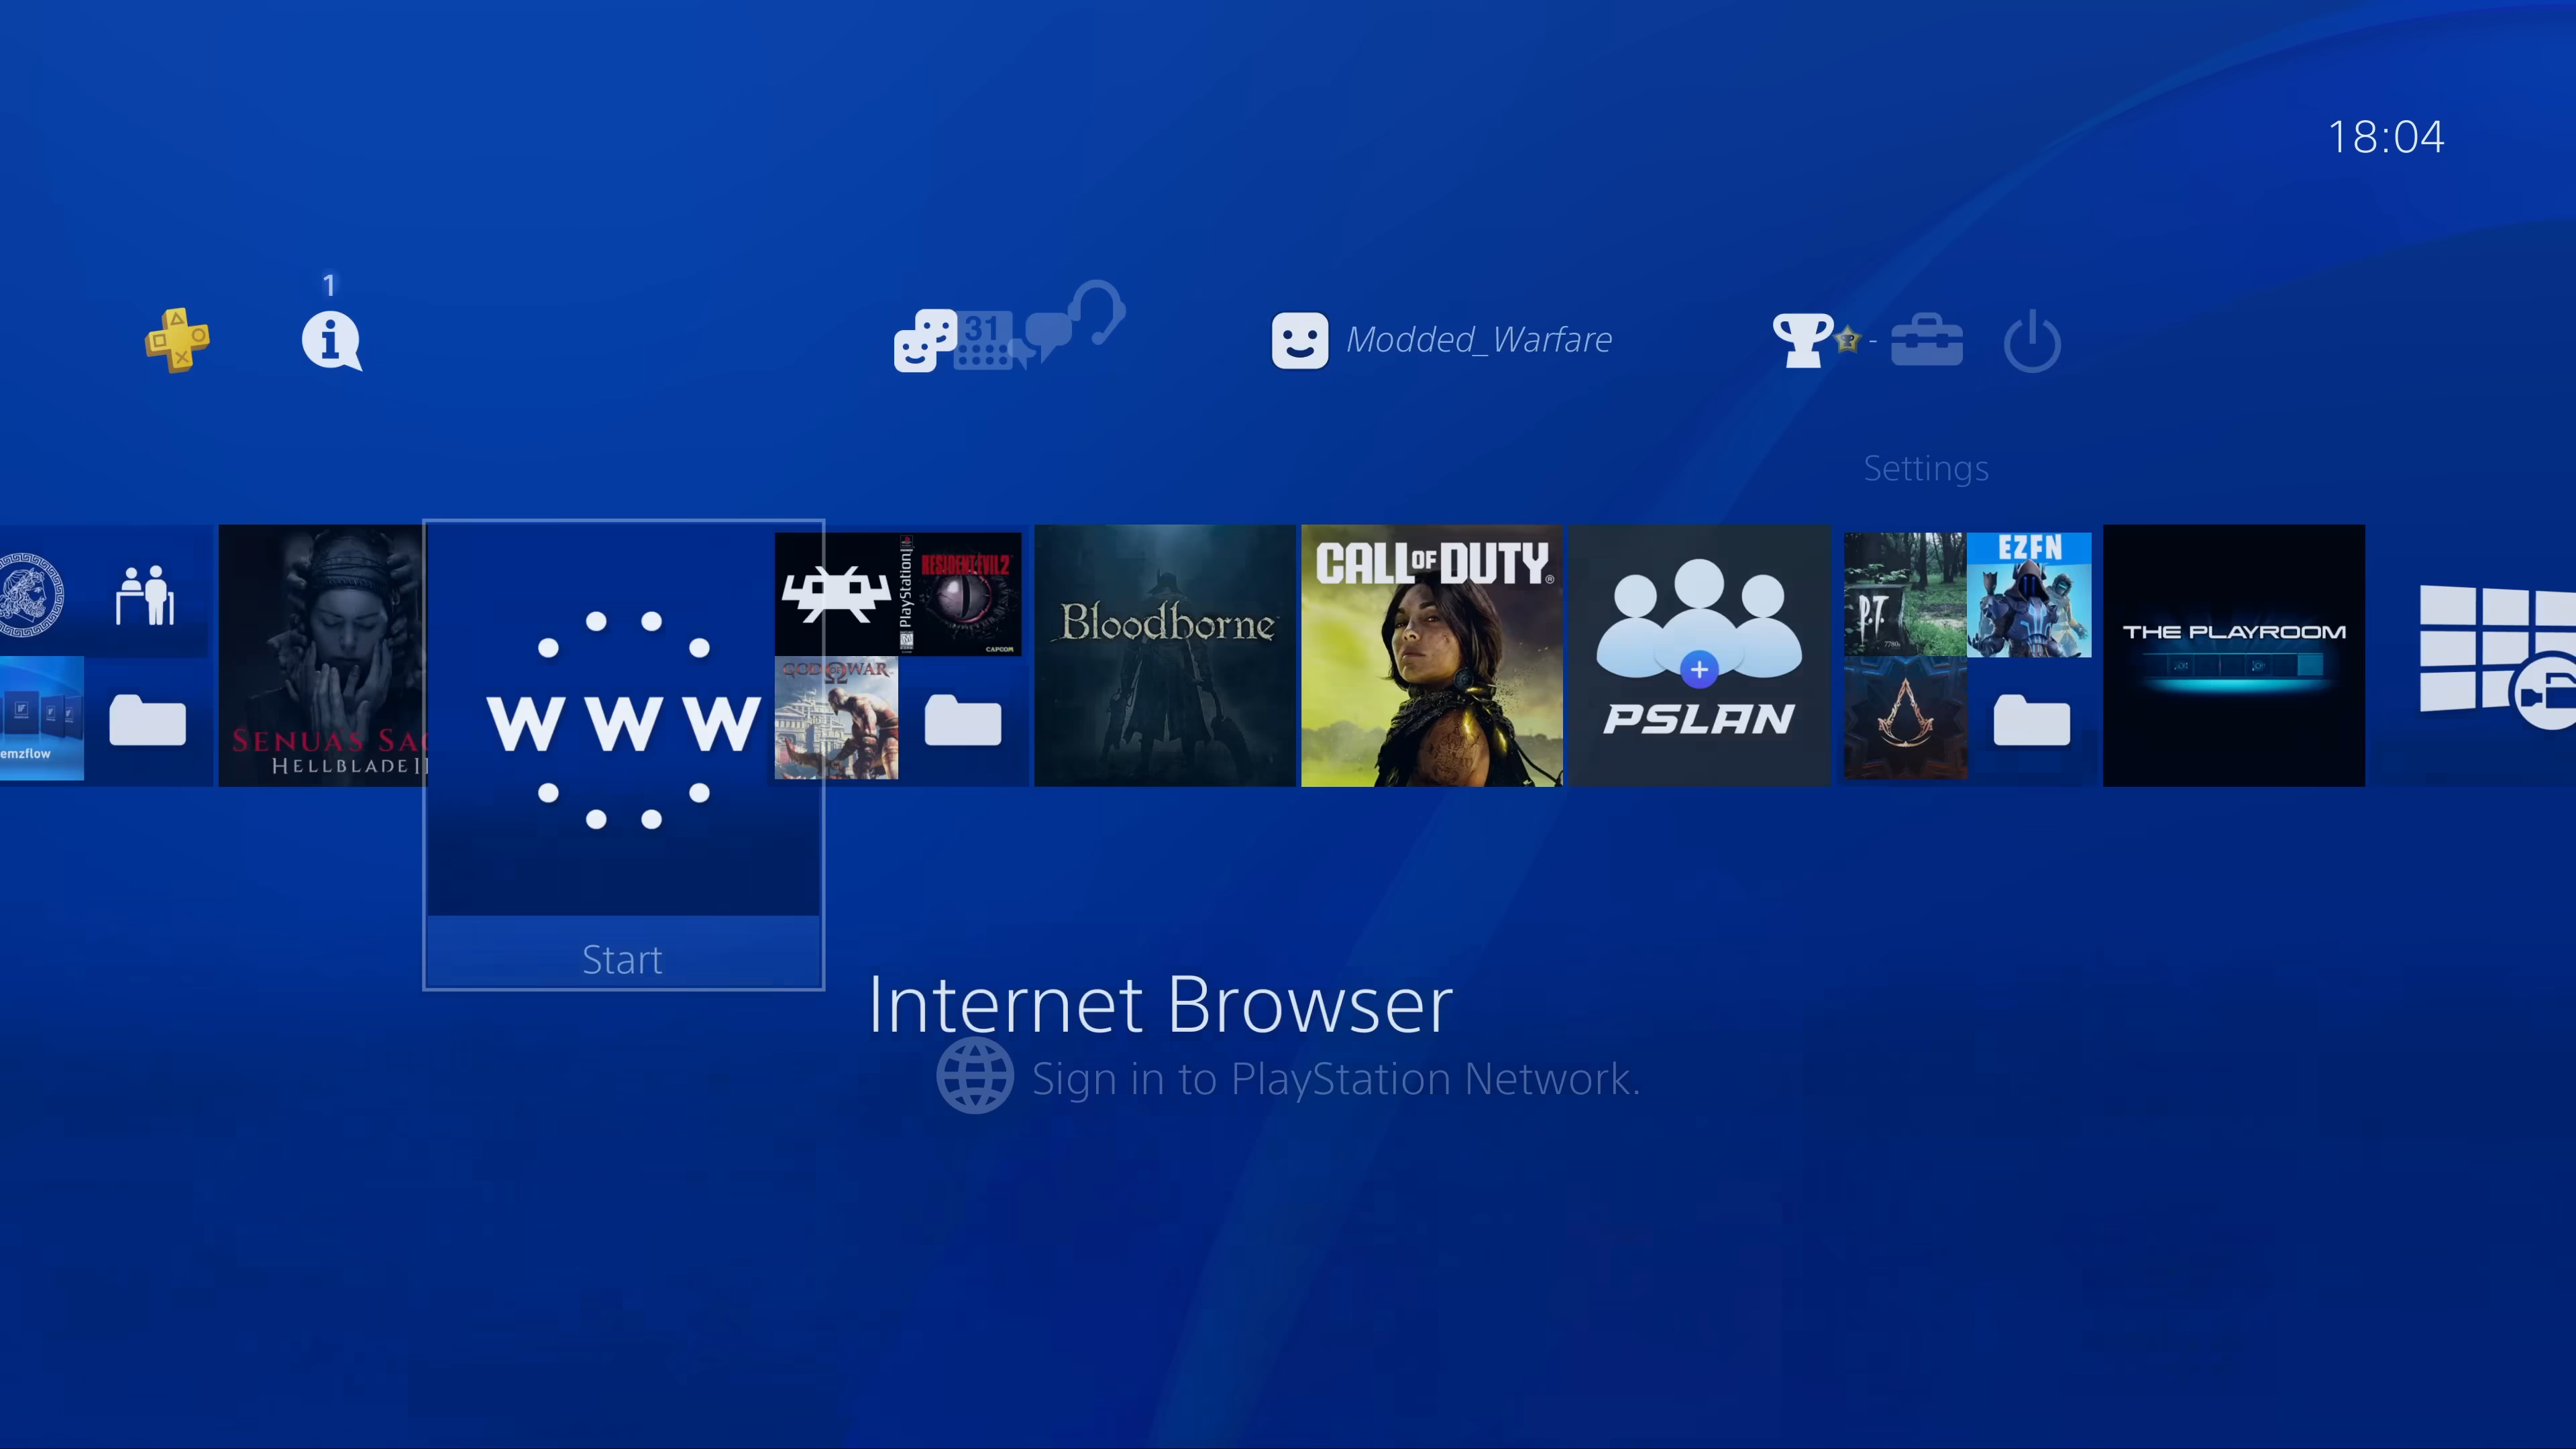 18:04
1
31
Modded_Warfare
-
Settings
SENUAS SA
HELLBLADE II
emzflow
WWW
Start
PlayStation
RESIDENT EVIL 2
CAPCOM
GOD OF WAR
Bloodborne
CALL OF DUTY®
PSLAN
P.T.
EZFN
THE PLAYROOM
Internet Browser
Sign in to PlayStation Network.